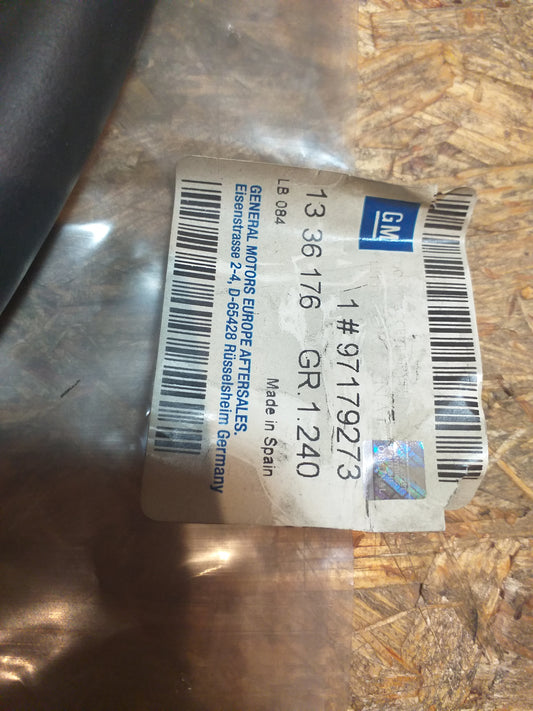 GM
1#97179273
13 36 176 GR.1.240
LB 084 Made in Spain
GENERAL MOTORS EUROPE AFTERSALES.
Eisenstrasse 2-4, D-65428 Rüsselsheim Germany